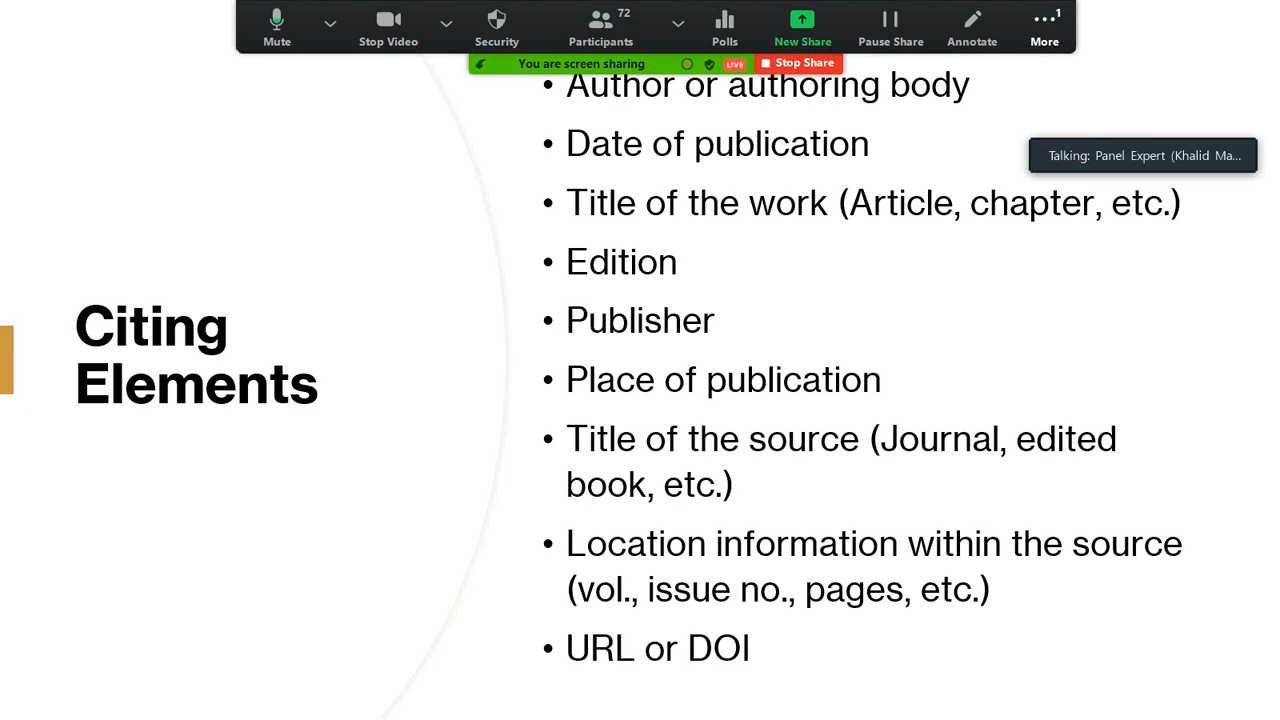 72
1
Mute
Stop Video
Security
Participants
Polls
New Share
Pause Share
Annotate
More
You are screen sharing
LIVE
Stop Share
• Author or authoring body
• Date of publication
Talking: Panel Expert (Khalid Ma...
• Title of the work (Article, chapter, etc.)
• Edition
• Publisher
Citing
Elements
• Place of publication
• Title of the source (Journal, edited
book, etc.)
• Location information within the source
(vol., issue no., pages, etc.)
• URL or DOI